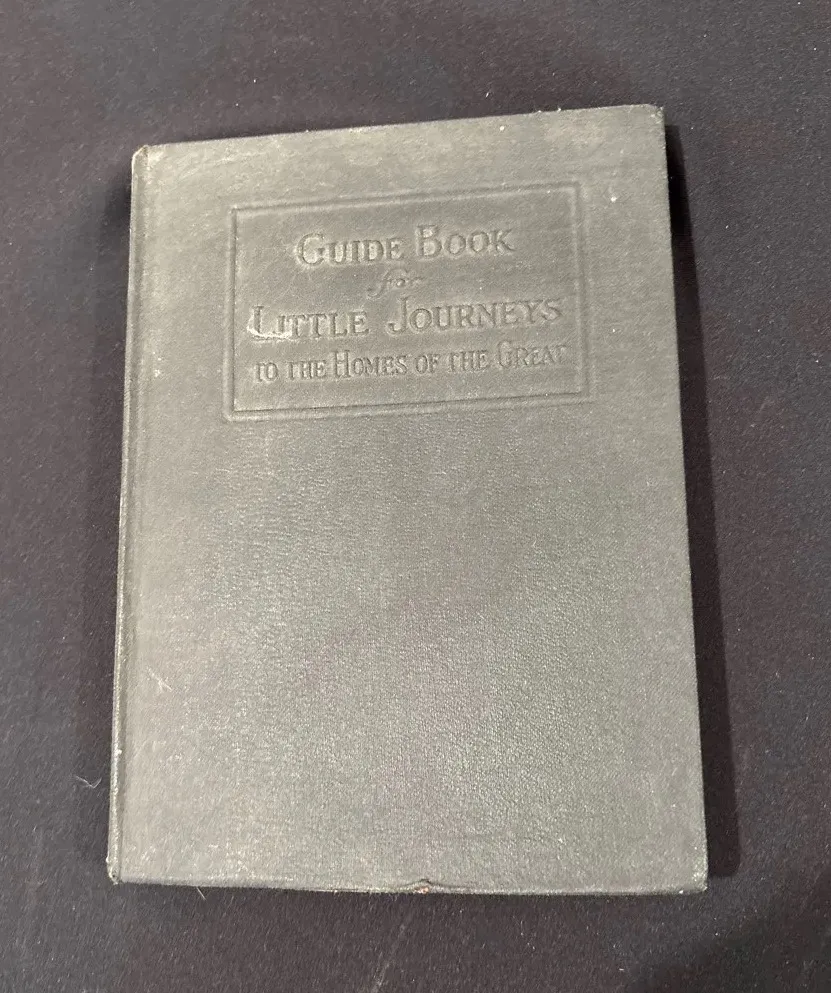 GUIDE BOOK
for
LITTLE JOURNEYS
TO THE HOMES OF THE GREAT